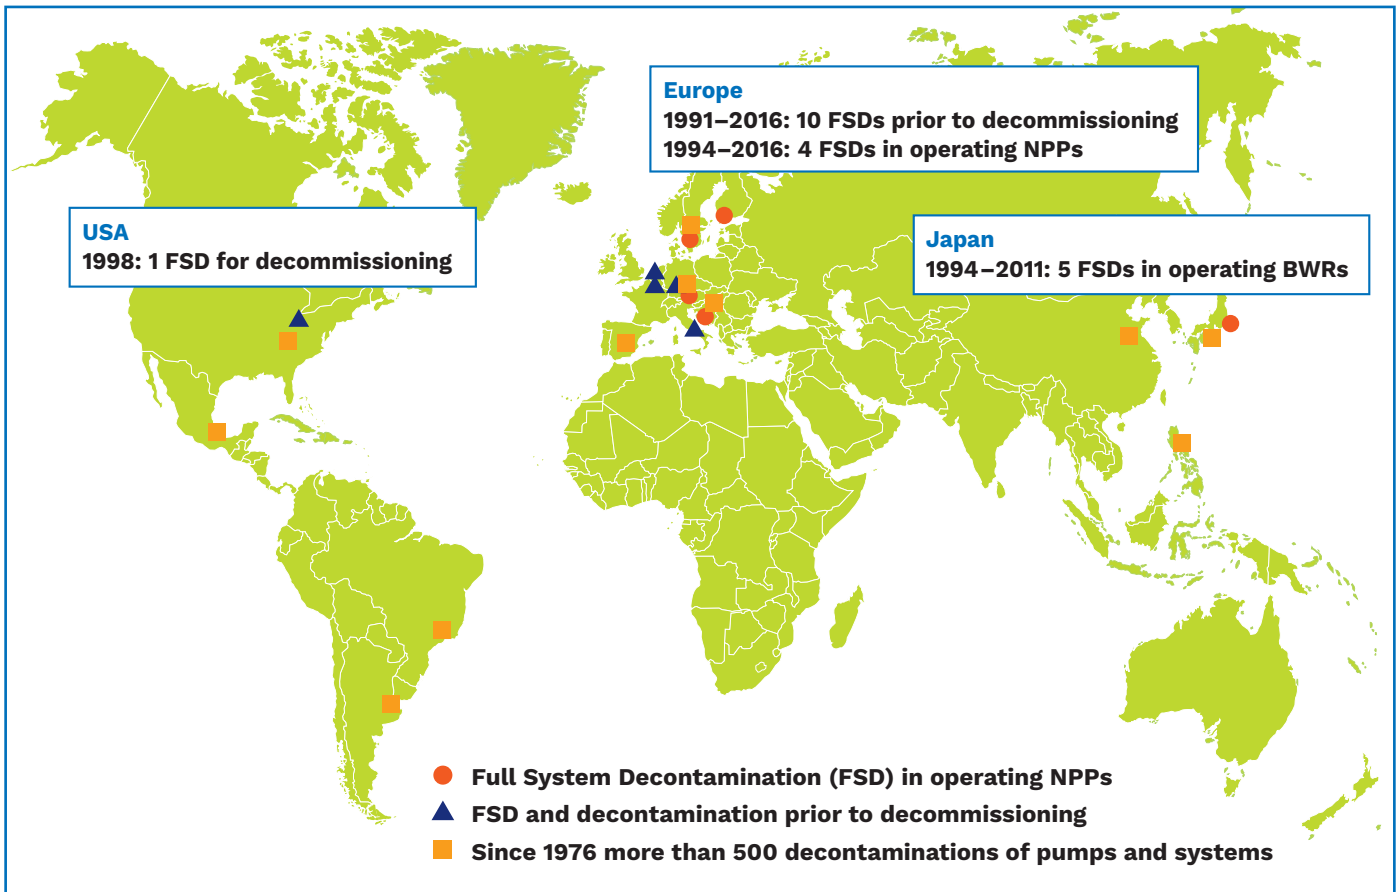 Europe
1991–2016: 10 FSDs prior to decommissioning
1994–2016: 4 FSDs in operating NPPs
USA
1998: 1 FSD for decommissioning
Japan
1994–2011: 5 FSDs in operating BWRs
Full System Decontamination (FSD) in operating NPPs
FSD and decontamination prior to decommissioning
Since 1976 more than 500 decontaminations of pumps and systems